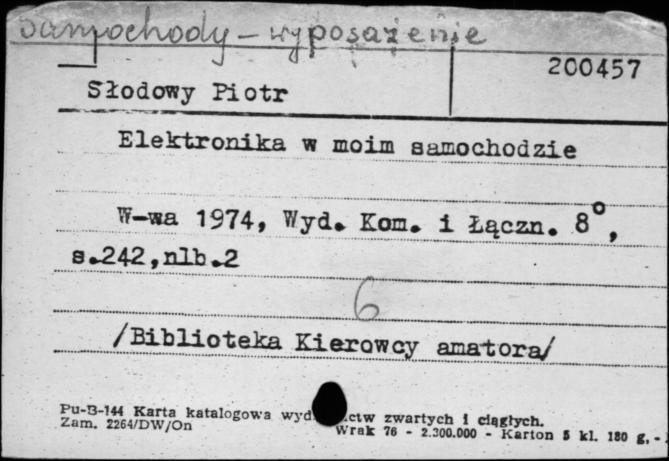 samochody – wyposażenie
200457
Słodowy Piotr
Elektronika w moim samochodzie
W-wa 1974, Wyd. Kom. i Łączn. 8°,
s.242,nlb.2
6
/Biblioteka Kierowcy amatora/
Pu-B-144 Karta katalogowa wyd ctw zwartych i ciągłych.
Zam. 2264/DW/On
Wrak 76 - 2.300.000 - Karton 5 kl. 180 g, -.